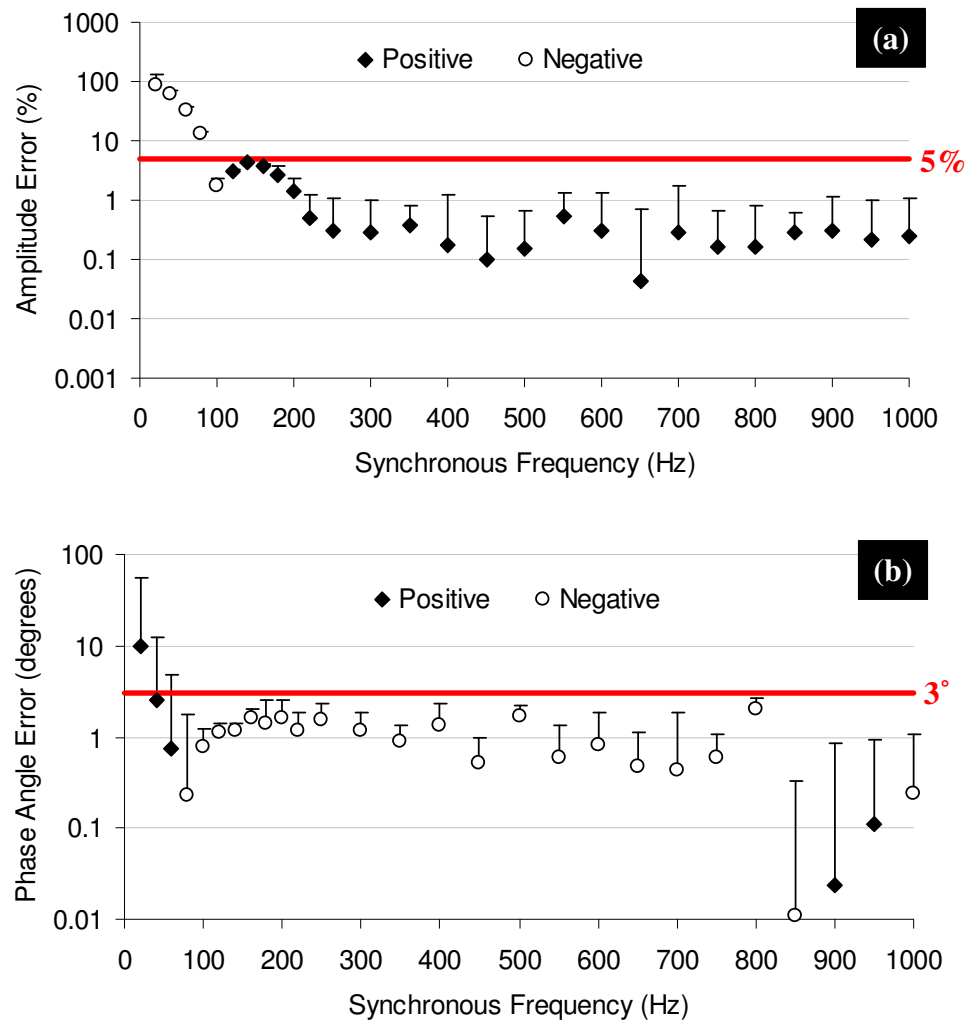 (a)
Positive Negative
1000
100
10
1
0.1
0.01
0.001
Amplitude Error (%)
5%
0 100 200 300 400 500 600 700 800 900 1000
Synchronous Frequency (Hz)
(b)
Positive Negative
100
10
1
0.1
0.01
Phase Angle Error (degrees)
3°
0 100 200 300 400 500 600 700 800 900 1000
Synchronous Frequency (Hz)